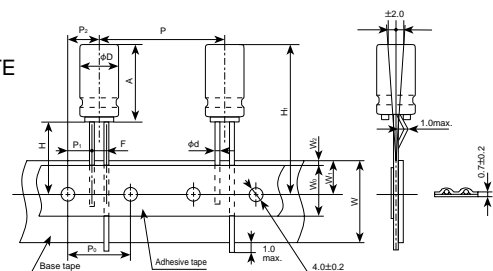 ±2.0
P2
P
TE
φD
A
H1
1.0max.
H
P1
F
φd
W2
W0
W1
W
0.7±0.2
P0
Base tape
Adhesive tape
1.0
max.
4.0±0.2